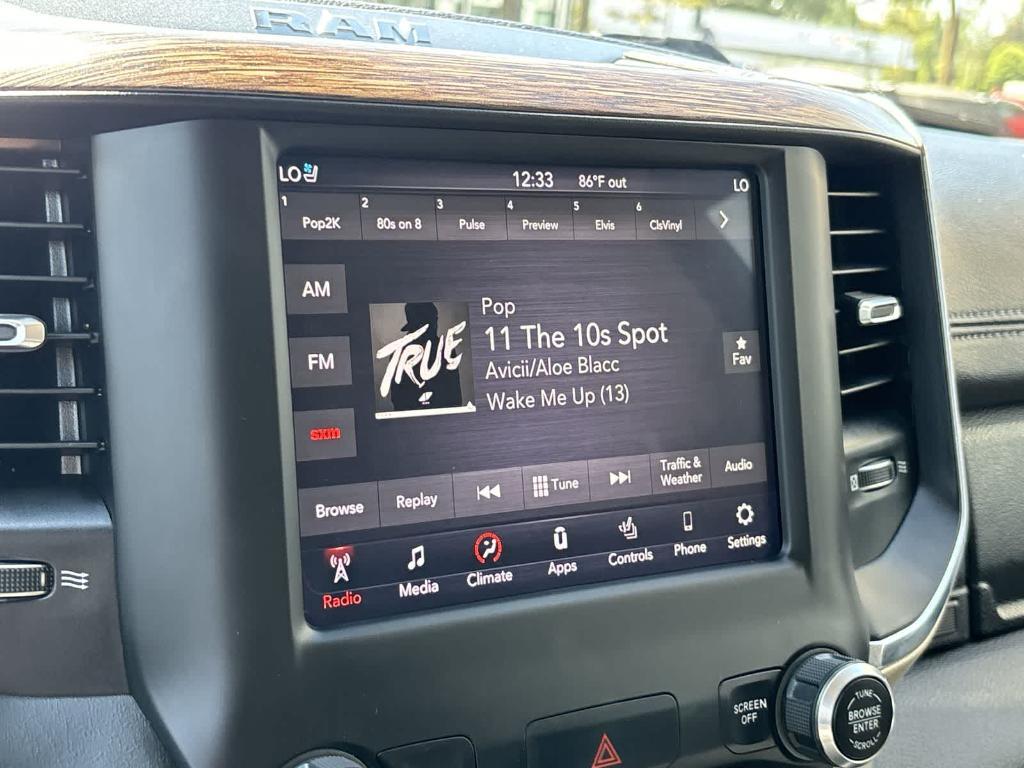 RAM
LO 12:33 86°F out LO
1 Pop2K 2 80s on 8 3 Pulse 4 Preview 5 Elvis 6 ClsVinyl
AM
FM
sxm
TRUE
Pop
11 The 10s Spot
Avicii/Aloe Blacc
Wake Me Up (13)
Fav
Browse Replay Tune Traffic & Weather Audio
Radio Media Climate Apps Controls Phone Settings
SCREEN
OFF
TUNE
BROWSE
ENTER
SCROLL